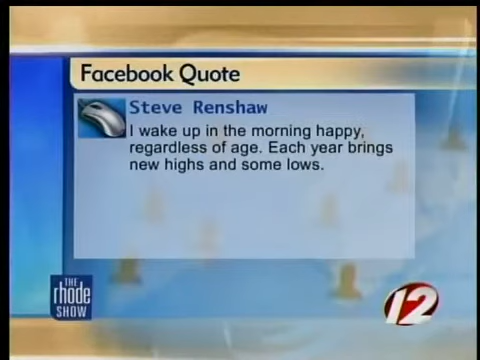 Facebook Quote
Steve Renshaw
I wake up in the morning happy,
regardless of age. Each year brings
new highs and some lows.
THE
rhode
SHOW
12